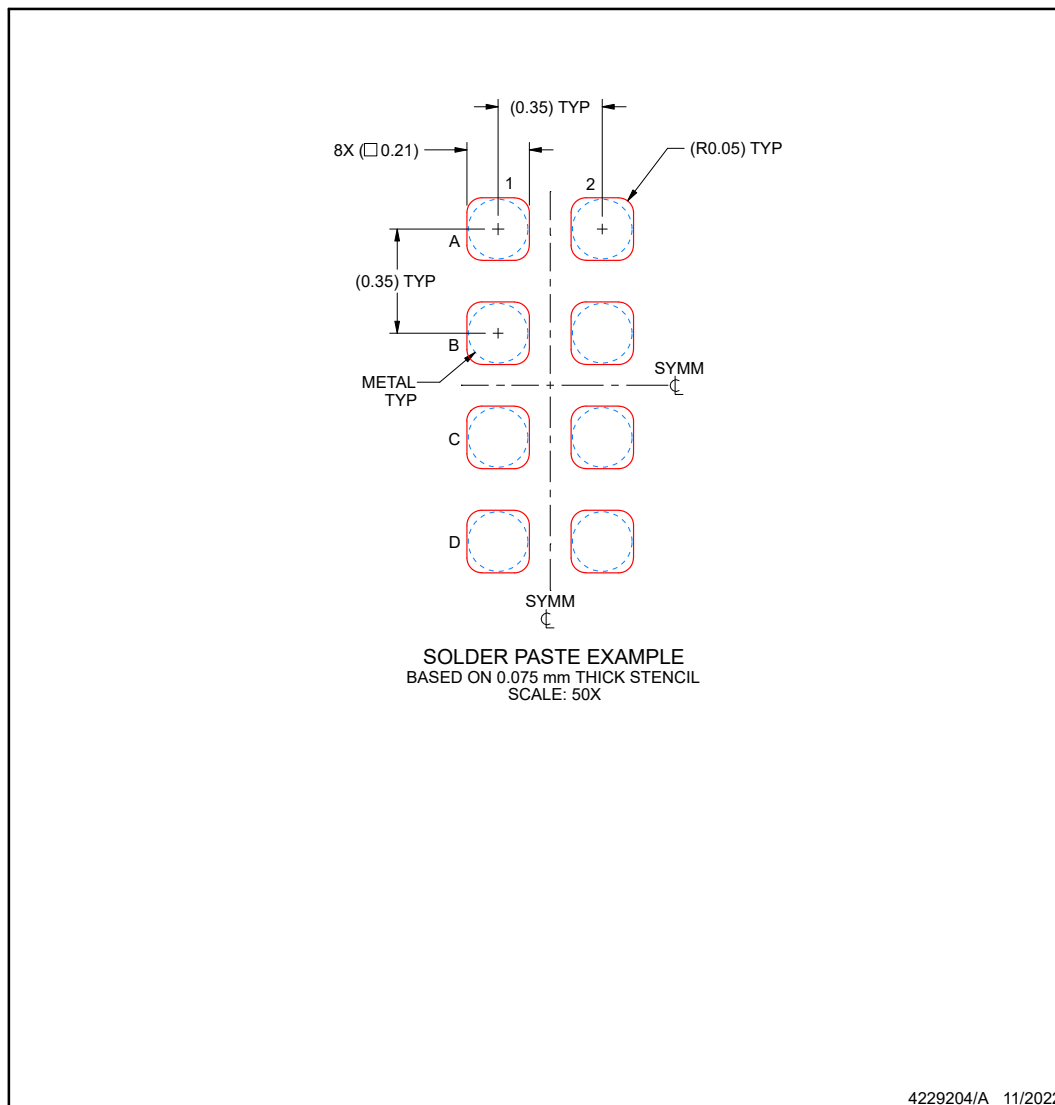 (0.35) TYP
8X (□ 0.21)
(R0.05) TYP
1
2
A
(0.35) TYP
B
METAL
TYP
SYMM
℄
C
D
SYMM
℄
SOLDER PASTE EXAMPLE
BASED ON 0.075 mm THICK STENCIL
SCALE: 50X
4229204/A 11/2022